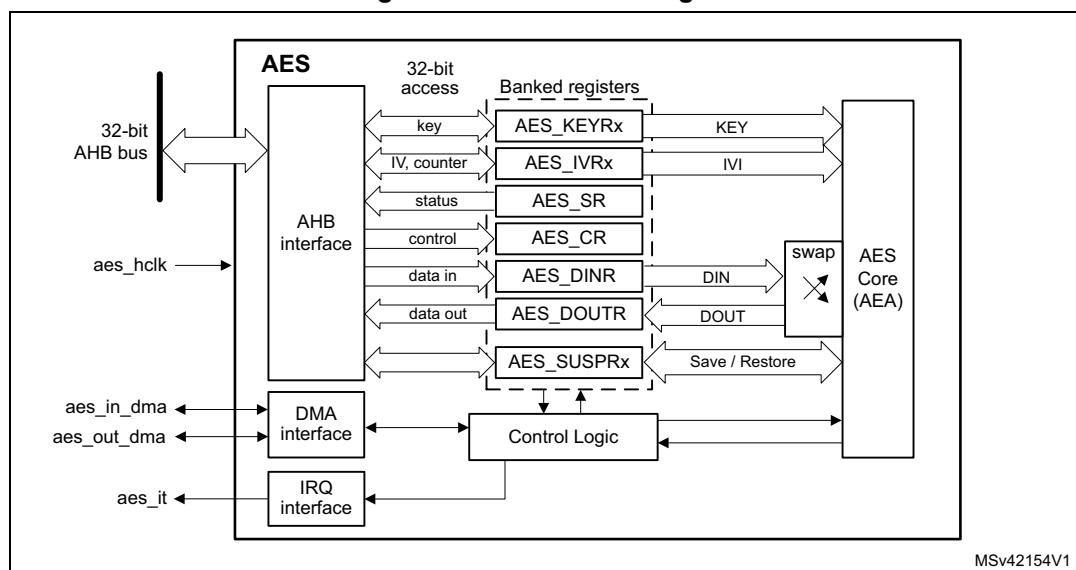 AES
32-bit
access
Banked registers
32-bit
AHB bus
key
AES_KEYRx
KEY
IV, counter
AES_IVRx
IVI
status
AES_SR
AHB
interface
control
AES_CR
swap
AES
Core
(AEA)
aes_hclk
data in
AES_DINR
DIN
data out
AES_DOUTR
DOUT
AES_SUSPRx
Save / Restore
aes_in_dma
aes_out_dma
DMA
interface
Control Logic
aes_it
IRQ
interface
MSv42154V1